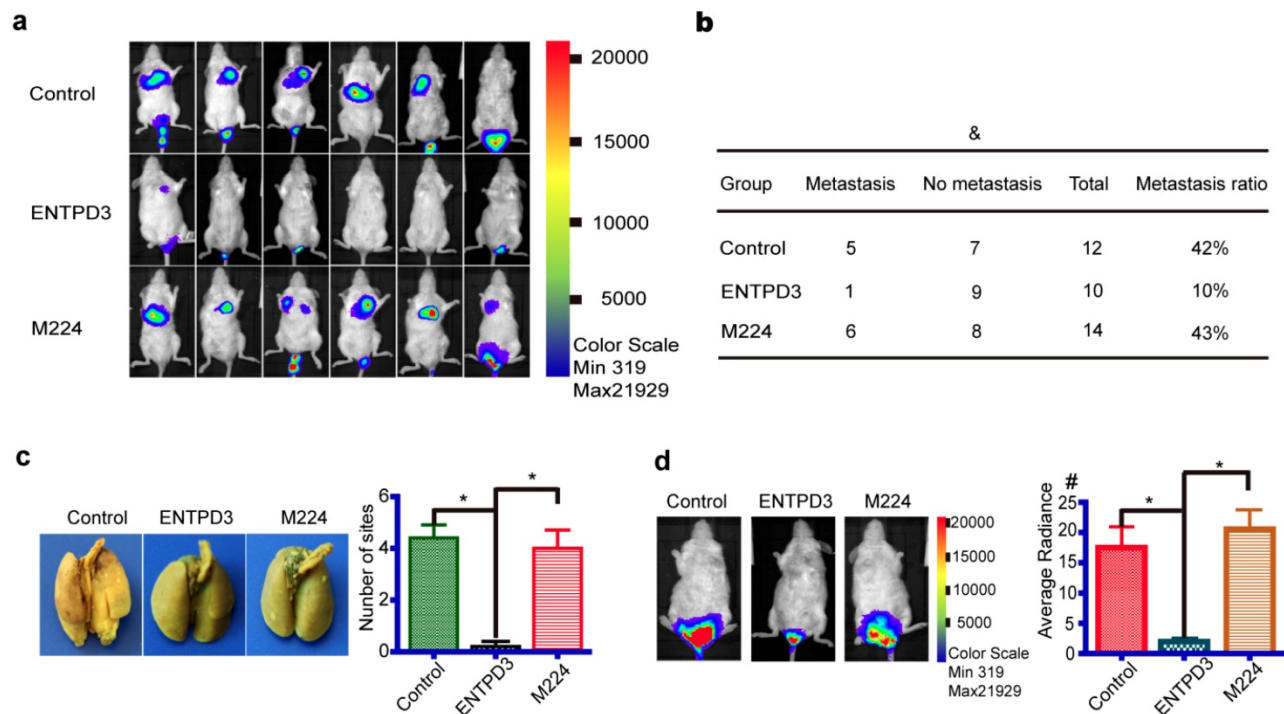 a
Control
ENTPD3
M224
20000
15000
10000
5000
Color Scale
Min 319
Max21929
b
&
Group Metastasis No metastasis Total Metastasis ratio
Control 5 7 12 42%
ENTPD3 1 9 10 10%
M224 6 8 14 43%
c
Control ENTPD3 M224
Nunber of sites
6
4
2
0
* *
Control ENTPD3 M224
d
Control ENTPD3 M224
20000
15000
10000
5000
Color Scale
Min 319
Max21929
#
Average Radiance
25
20
15
10
5
0
* *
Control ENTPD3 M224